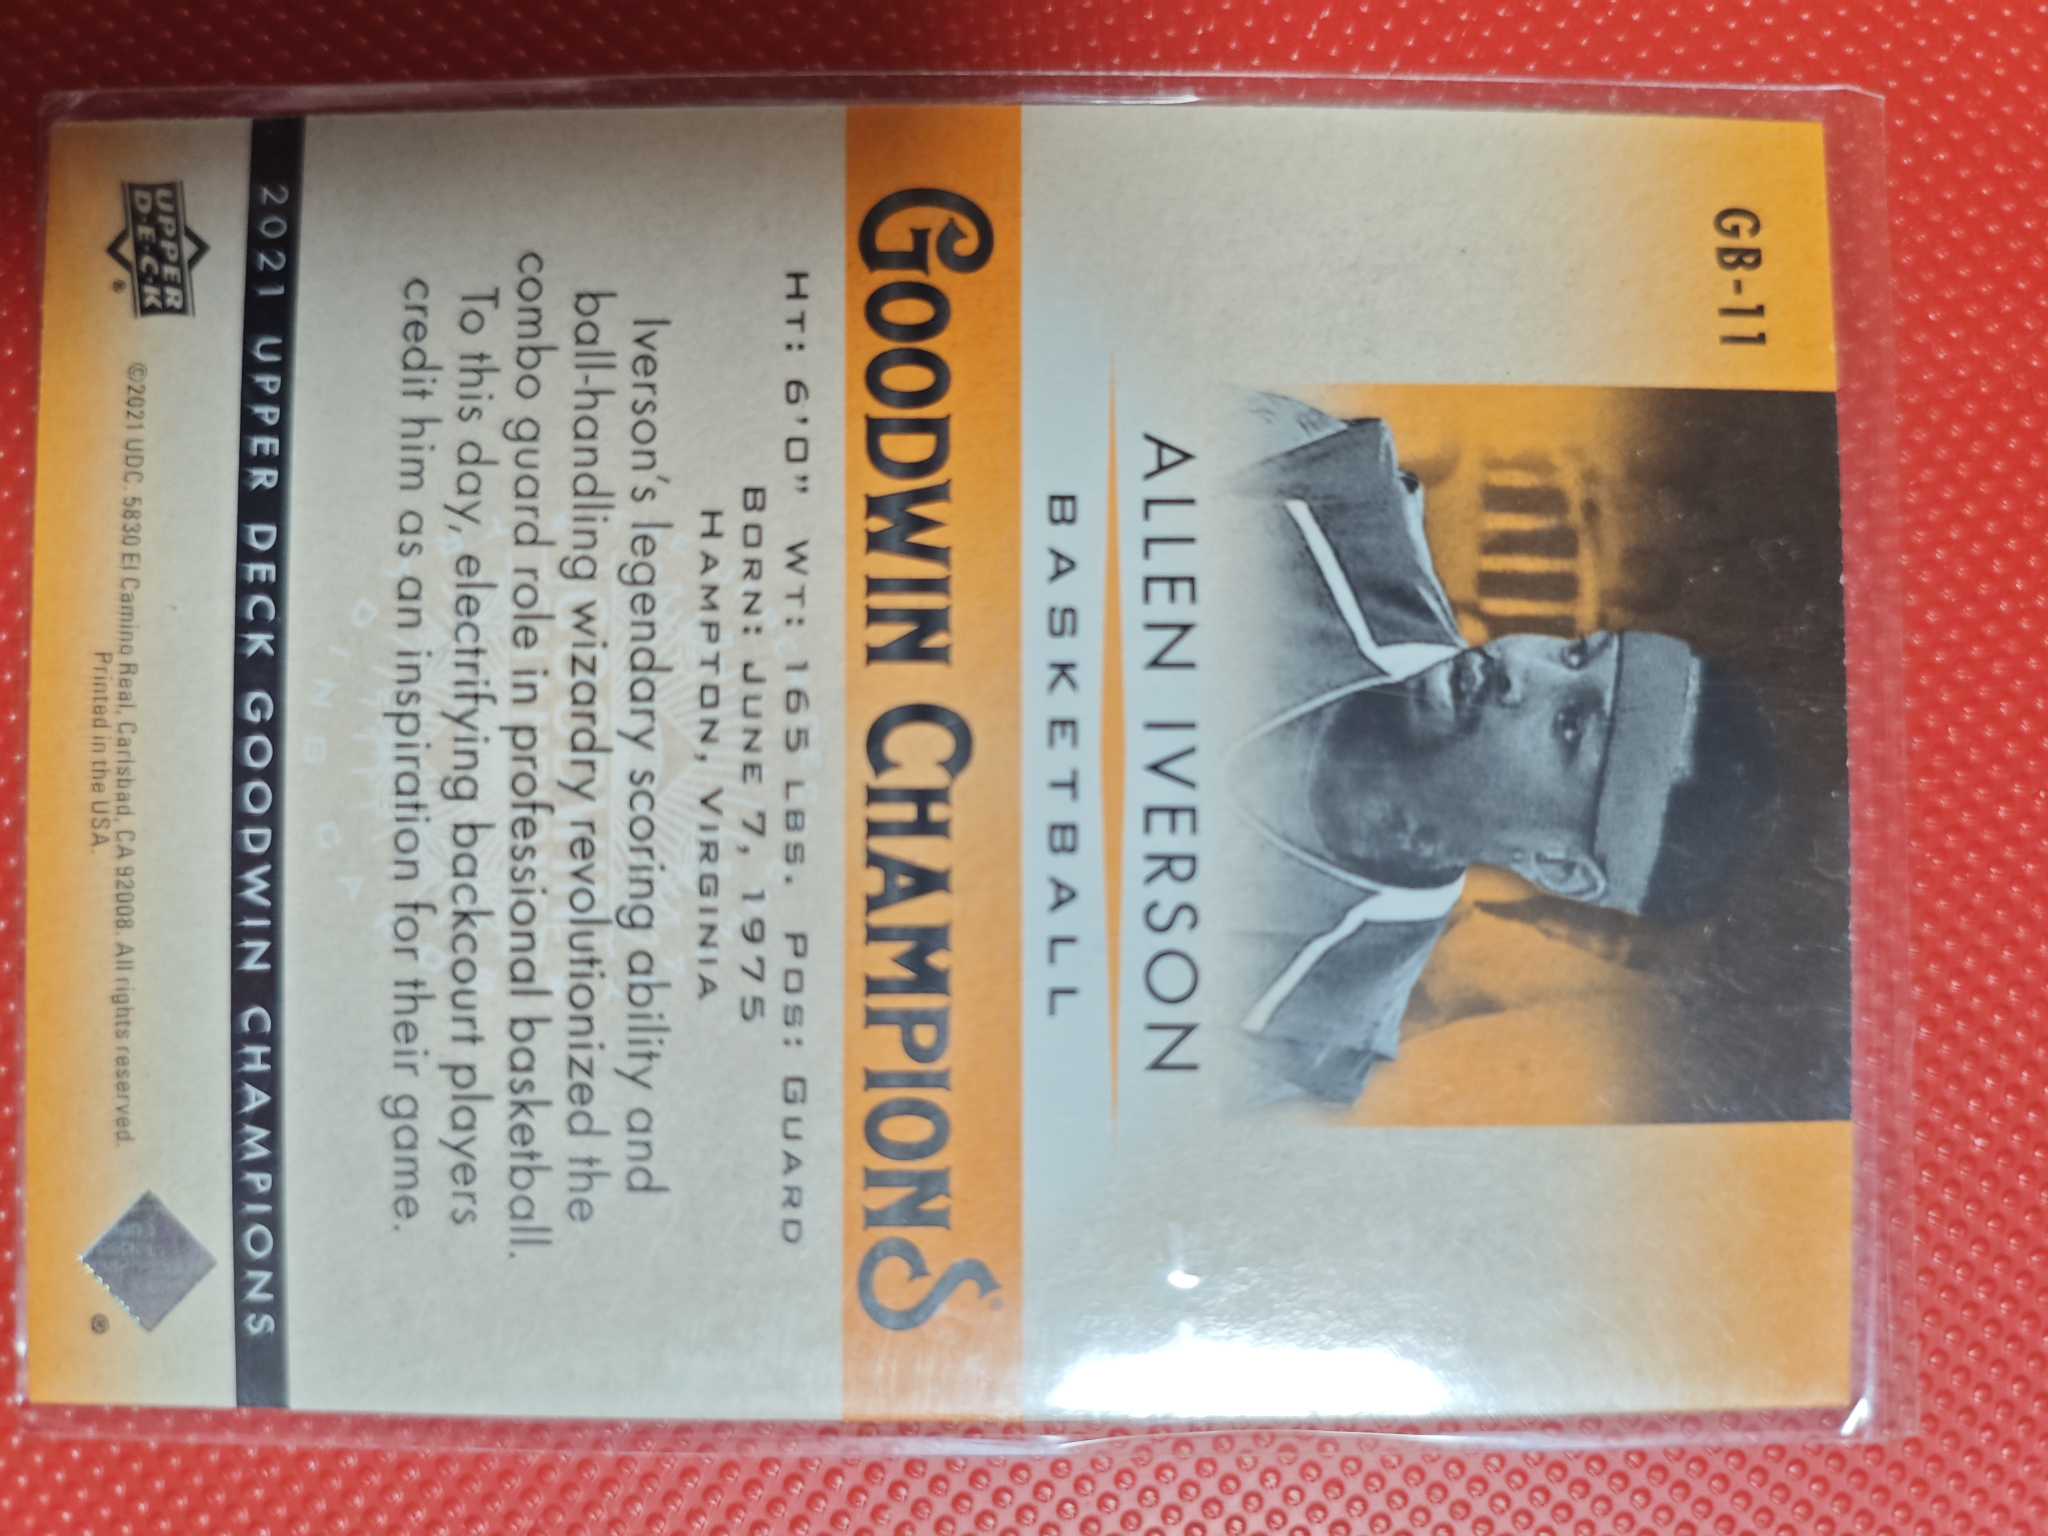 GB-11
ALLEN IVERSON
BASKETBALL
GOODWIN CHAMPIONS
HT: 6'0" WT: 165 LBS. POS: GUARD
BORN: JUNE 7, 1975
HAMPTON, VIRGINIA
Iverson's legendary scoring ability and
ball-handling wizardry revolutionized the
combo guard role in professional basketball.
To this day, electrifying backcourt players
credit him as an inspiration for their game.
2021 UPPER DECK GOODWIN CHAMPIONS
UPPER
D·E·C·K
®
©2021 UDC. 5830 El Camino Real, Carlsbad, CA 92008. All rights reserved.
Printed in the USA.
®